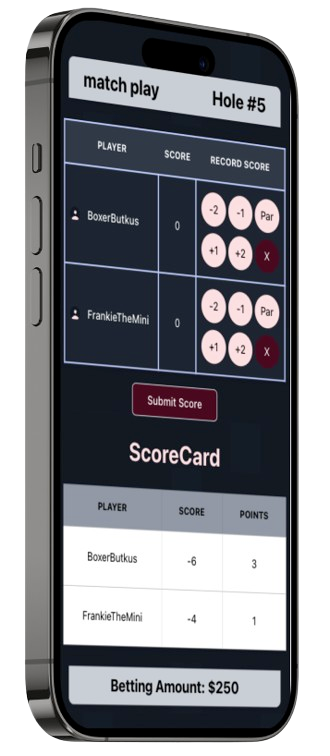 match play Hole #5
PLAYER SCORE RECORD SCORE
BoxerButkus 0 -2 -1 Par
+1 +2 X
FrankieTheMini 0 -2 -1 Par
+1 +2 X
Submit Score
ScoreCard
PLAYER SCORE POINTS
BoxerButkus -6 3
FrankieTheMini -4 1
Betting Amount: $250